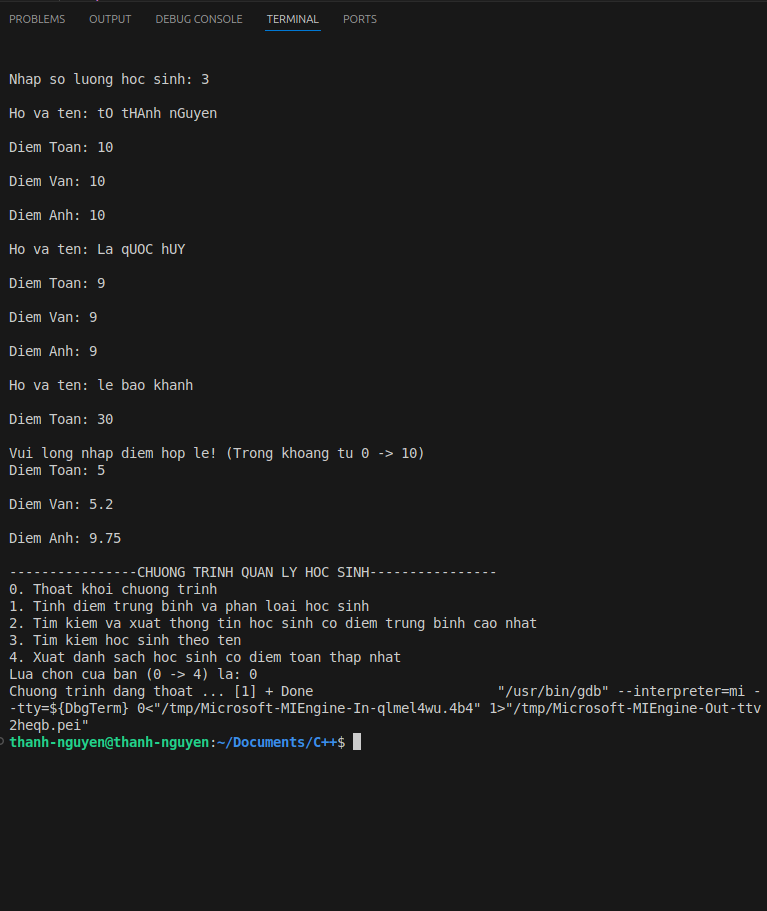 PROBLEMS OUTPUT DEBUG CONSOLE TERMINAL PORTS
Nhap so luong hoc sinh: 3
Ho va ten: tO tHAnh nGuyen
Diem Toan: 10
Diem Van: 10
Diem Anh: 10
Ho va ten: La qUOC hUY
Diem Toan: 9
Diem Van: 9
Diem Anh: 9
Ho va ten: le bao khanh
Diem Toan: 30
Vui long nhap diem hop le! (Trong khoang tu 0 -> 10)
Diem Toan: 5
Diem Van: 5.2
Diem Anh: 9.75
----------------CHUONG TRINH QUAN LY HOC SINH----------------
0. Thoat khoi chuong trinh
1. Tinh diem trung binh va phan loai hoc sinh
2. Tim kiem va xuat thong tin hoc sinh co diem trung binh cao nhat
3. Tim kiem hoc sinh theo ten
4. Xuat danh sach hoc sinh co diem toan thap nhat
Lua chon cua ban (0 -> 4) la: 0
Chuong trinh dang thoat ... [1] + Done                       "/usr/bin/gdb" --interpreter=mi -
-tty=${DbgTerm} 0<"/tmp/Microsoft-MIEngine-In-qlmel4wu.4b4" 1>"/tmp/Microsoft-MIEngine-Out-ttv
2heqb.pei"
thanh-nguyen@thanh-nguyen:~/Documents/C++$